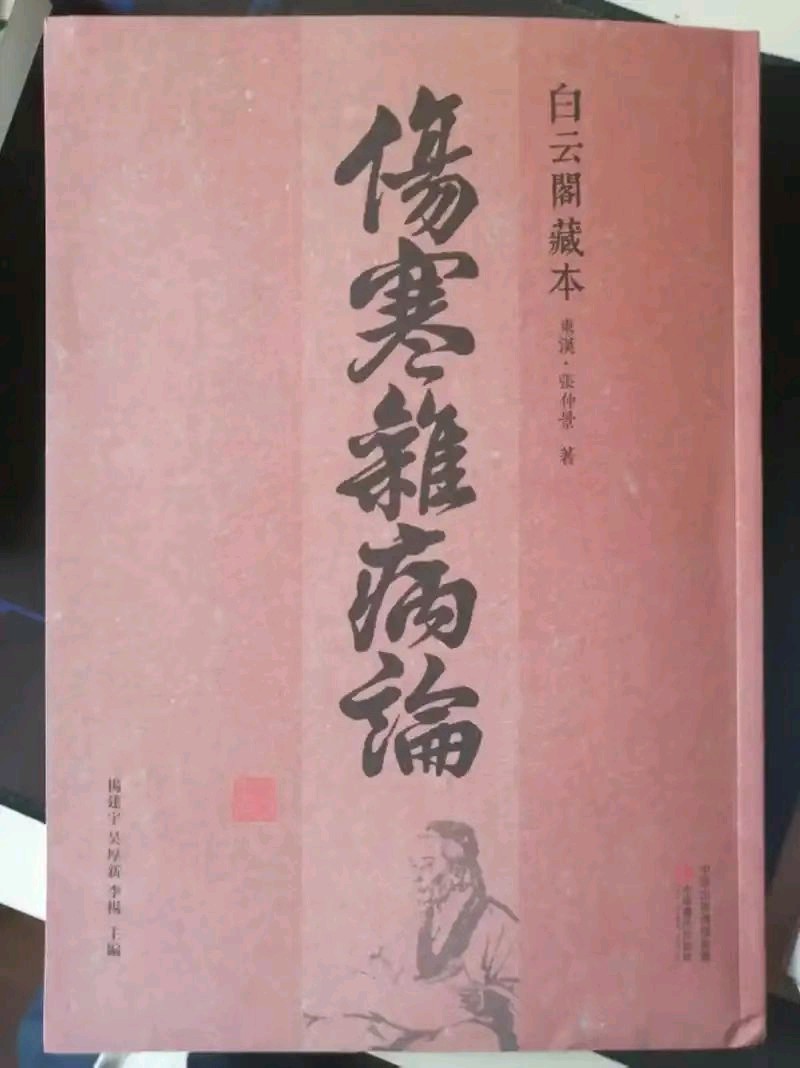 白云閣藏本
東漢·張仲景 著
傷寒雜病論
楊建宇 吴厚新 李楊 主編